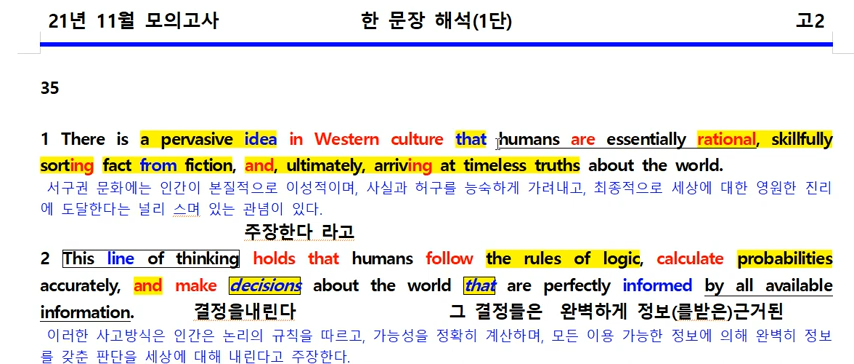 21년 11월 모의고사 한 문장 해석(1단) 고2
35
1 There is a pervasive idea in Western culture that humans are essentially rational, skillfully
sorting fact from fiction, and, ultimately, arriving at timeless truths about the world.
서구권 문화에는 인간이 본질적으로 이성적이며, 사실과 허구를 능숙하게 가려내고, 최종적으로 세상에 대한 영원한 진리
에 도달한다는 널리 스며 있는 관념이 있다.
주장한다 라고
2 This line of thinking holds that humans follow the rules of logic, calculate probabilities
accurately, and make decisions about the world that are perfectly informed by all available
information. 결정을내린다 그 결정들은 완벽하게 정보(를받은)근거된
이러한 사고방식은 인간은 논리의 규칙을 따르고, 가능성을 정확히 계산하며, 모든 이용 가능한 정보에 의해 완벽히 정보
를 갖춘 판단을 세상에 대해 내린다고 주장한다.